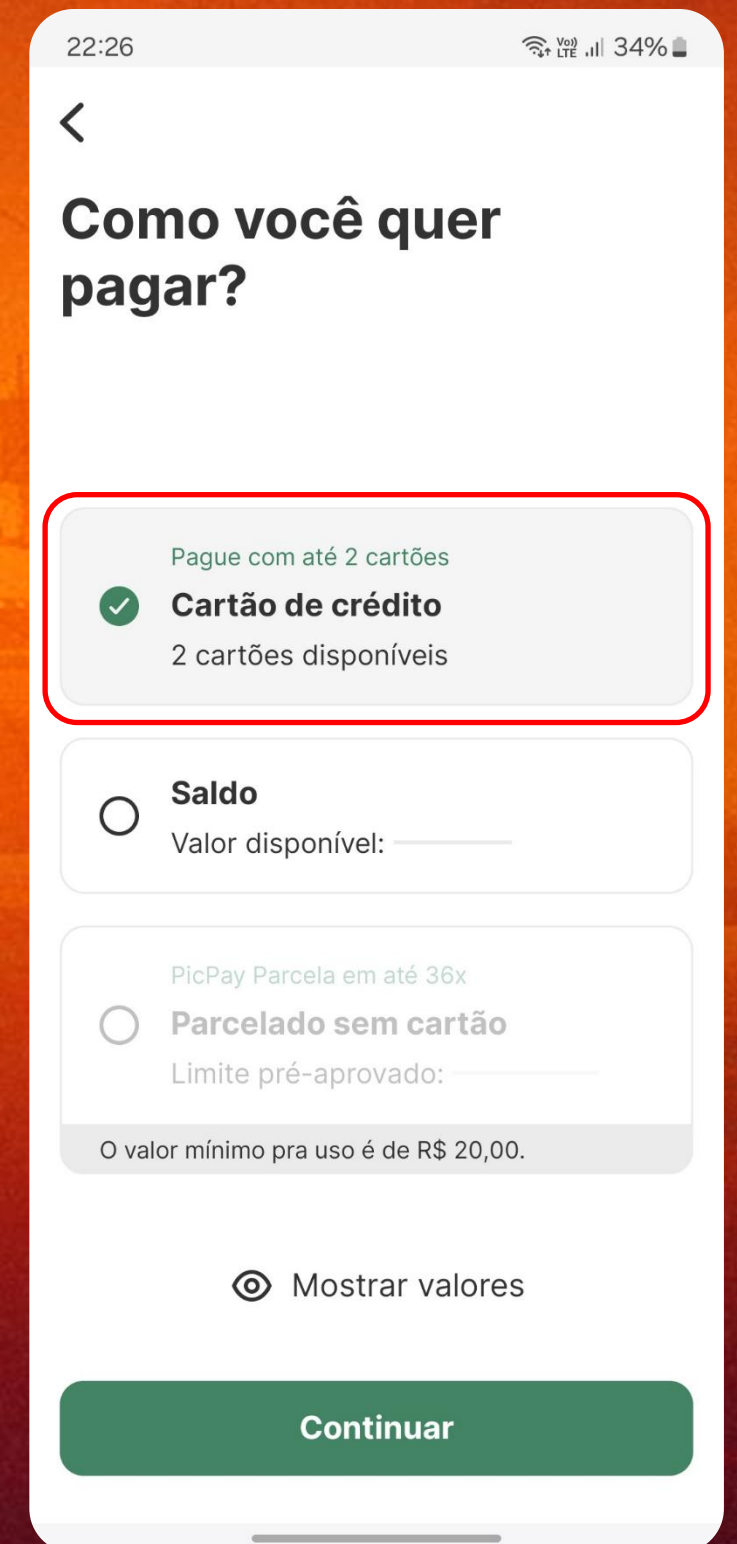 22:26
Vo)) LTE 34%
Como você quer
pagar?
Pague com até 2 cartões
Cartão de crédito
2 cartões disponíveis
Saldo
Valor disponível:
PicPay Parcela em até 36x
Parcelado sem cartão
Limite pré-aprovado:
O valor mínimo pra uso é de R$ 20,00.
Mostrar valores
Continuar